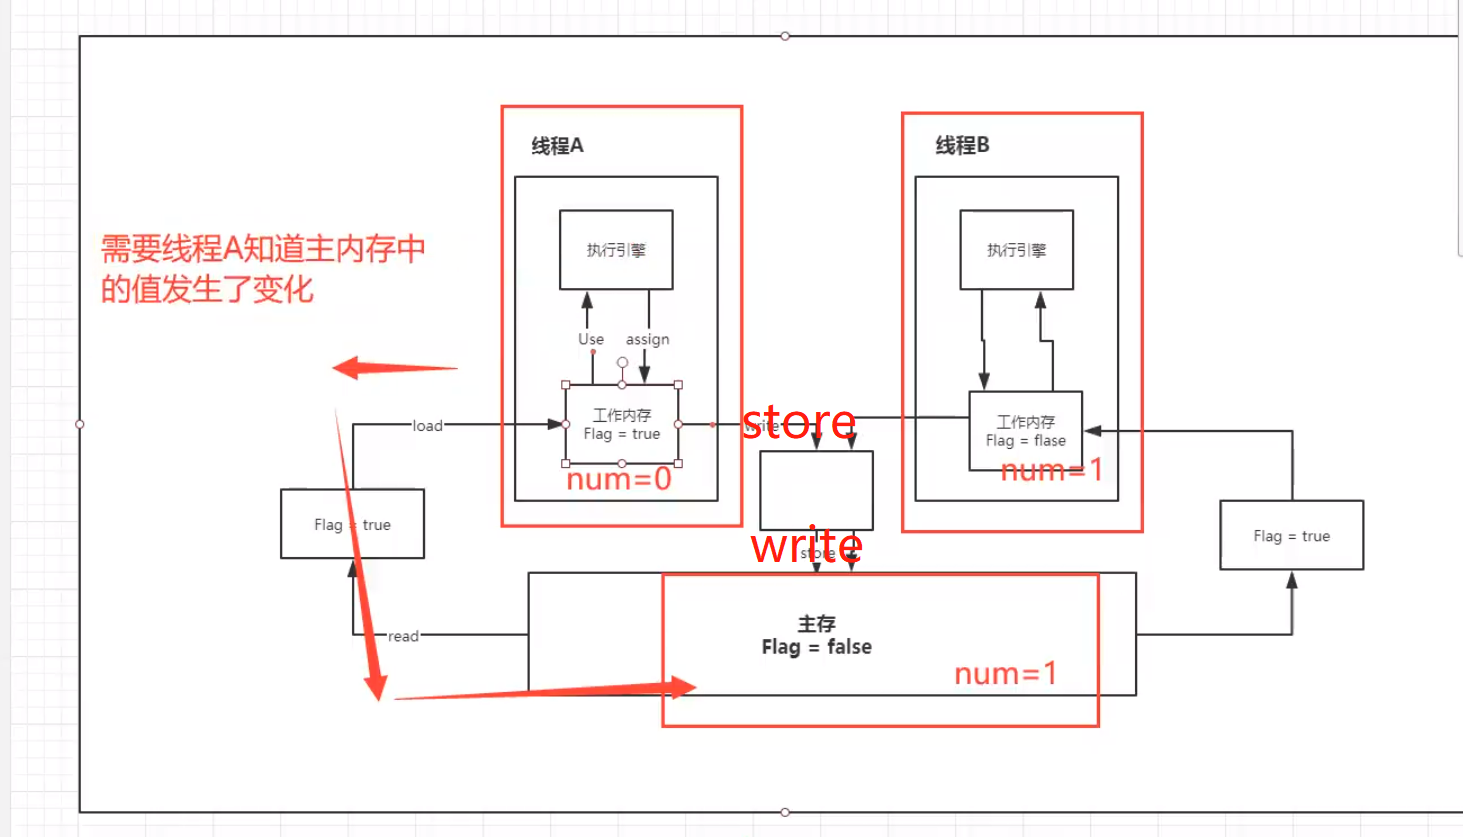 线程A
线程B
需要线程A知道主内存中
的值发生了变化
执行引擎
执行引擎
Use
assign
工作内存
Flag = true
num=0
工作内存
Flag = flase
num=1
load
write
store
Flag = true
Flag = true
write
store
read
主存
Flag = false
num=1